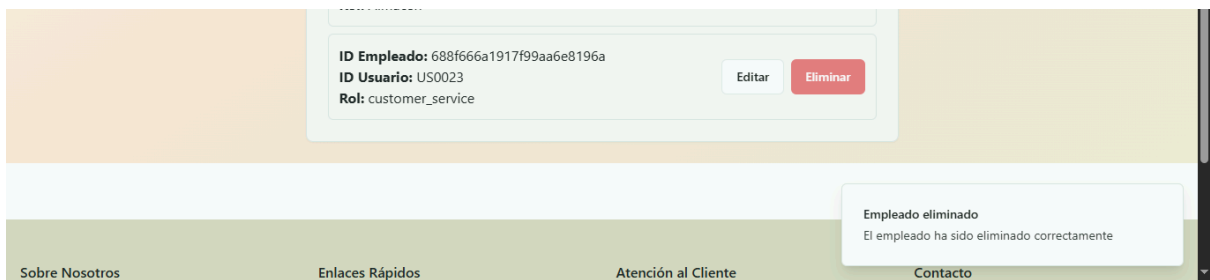 ID Empleado: 688f666a1917f99aa6e8196a
ID Usuario: US0023
Rol: customer_service
Editar
Eliminar
Empleado eliminado
El empleado ha sido eliminado correctamente
Sobre Nosotros
Enlaces Rápidos
Atención al Cliente
Contacto